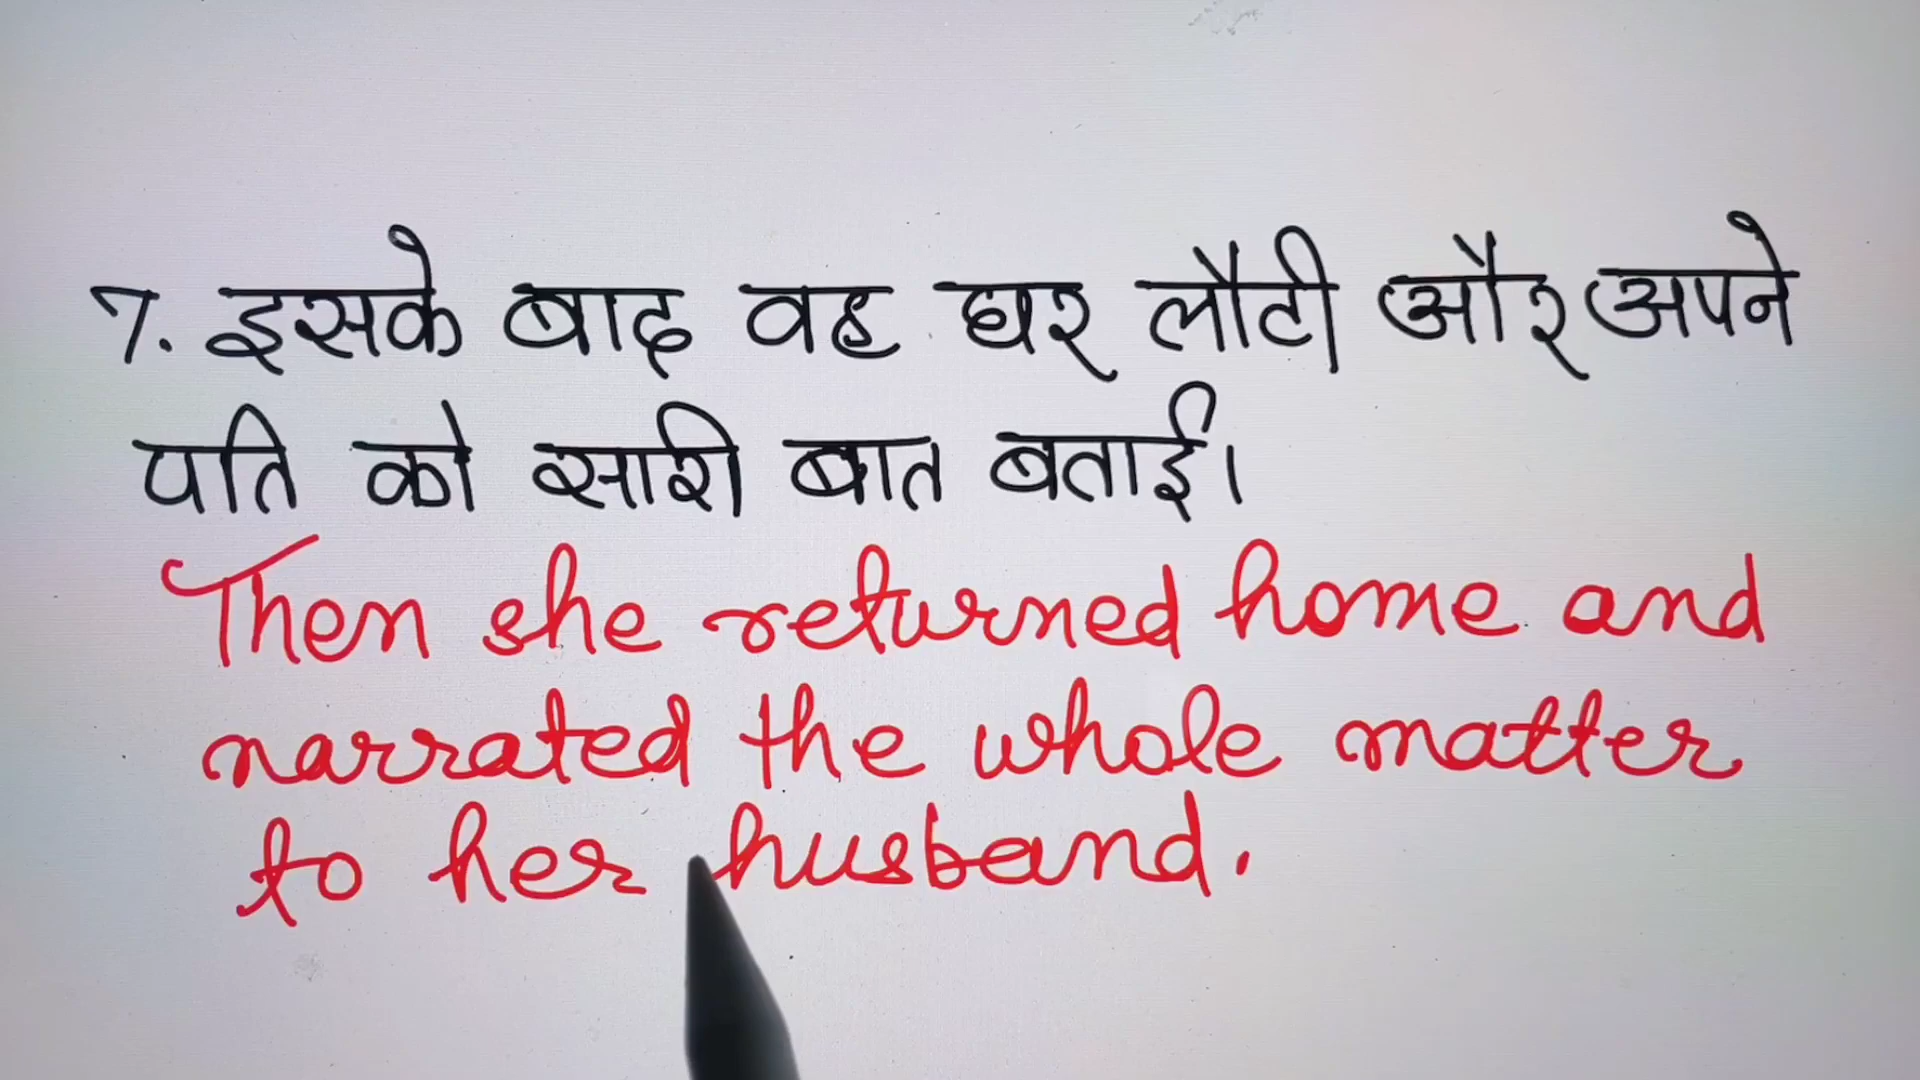 7. इसके बाद वह घर लौटी और अपने
पति को सारी बात बताई।
Then she returned home and
narrated the whole matter
to her husband.